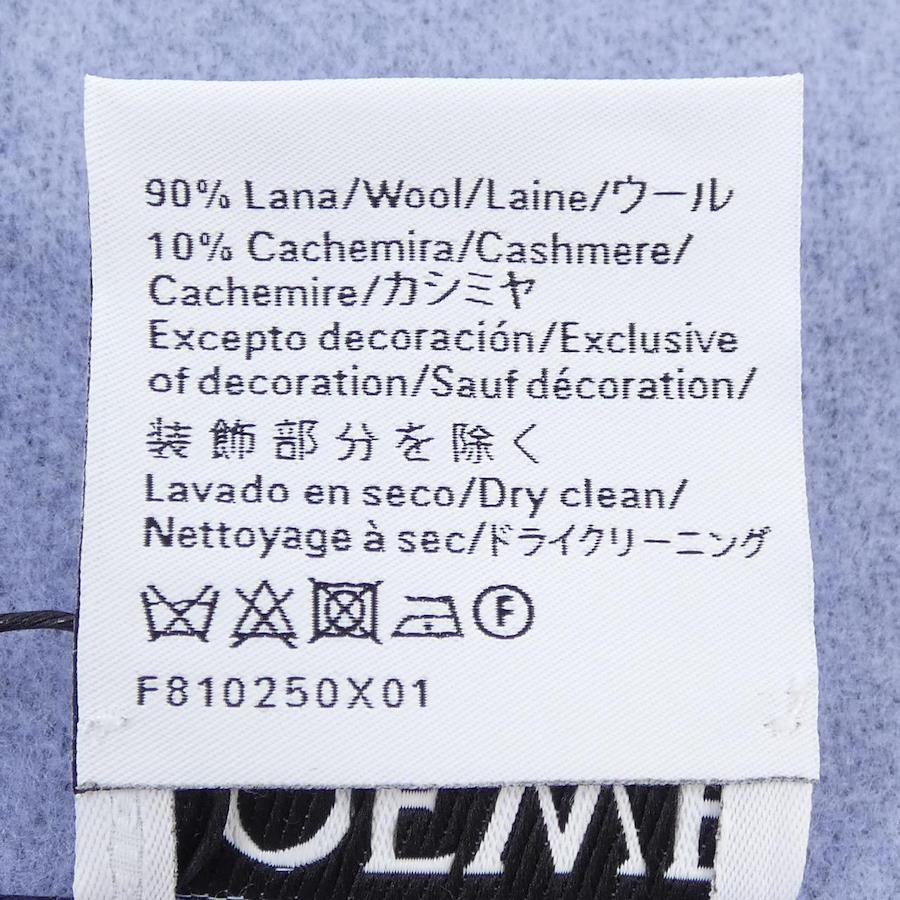 90% Lana/Wool/Laine/ウール
10% Cachemira/Cashmere/
Cachemire/カシミヤ
Excepto decoración/Exclusive
of decoration/Sauf décoration/
装飾部分を除く
Lavado en seco/Dry clean/
Nettoyage à sec/ドライクリーニング
F
F810250X01